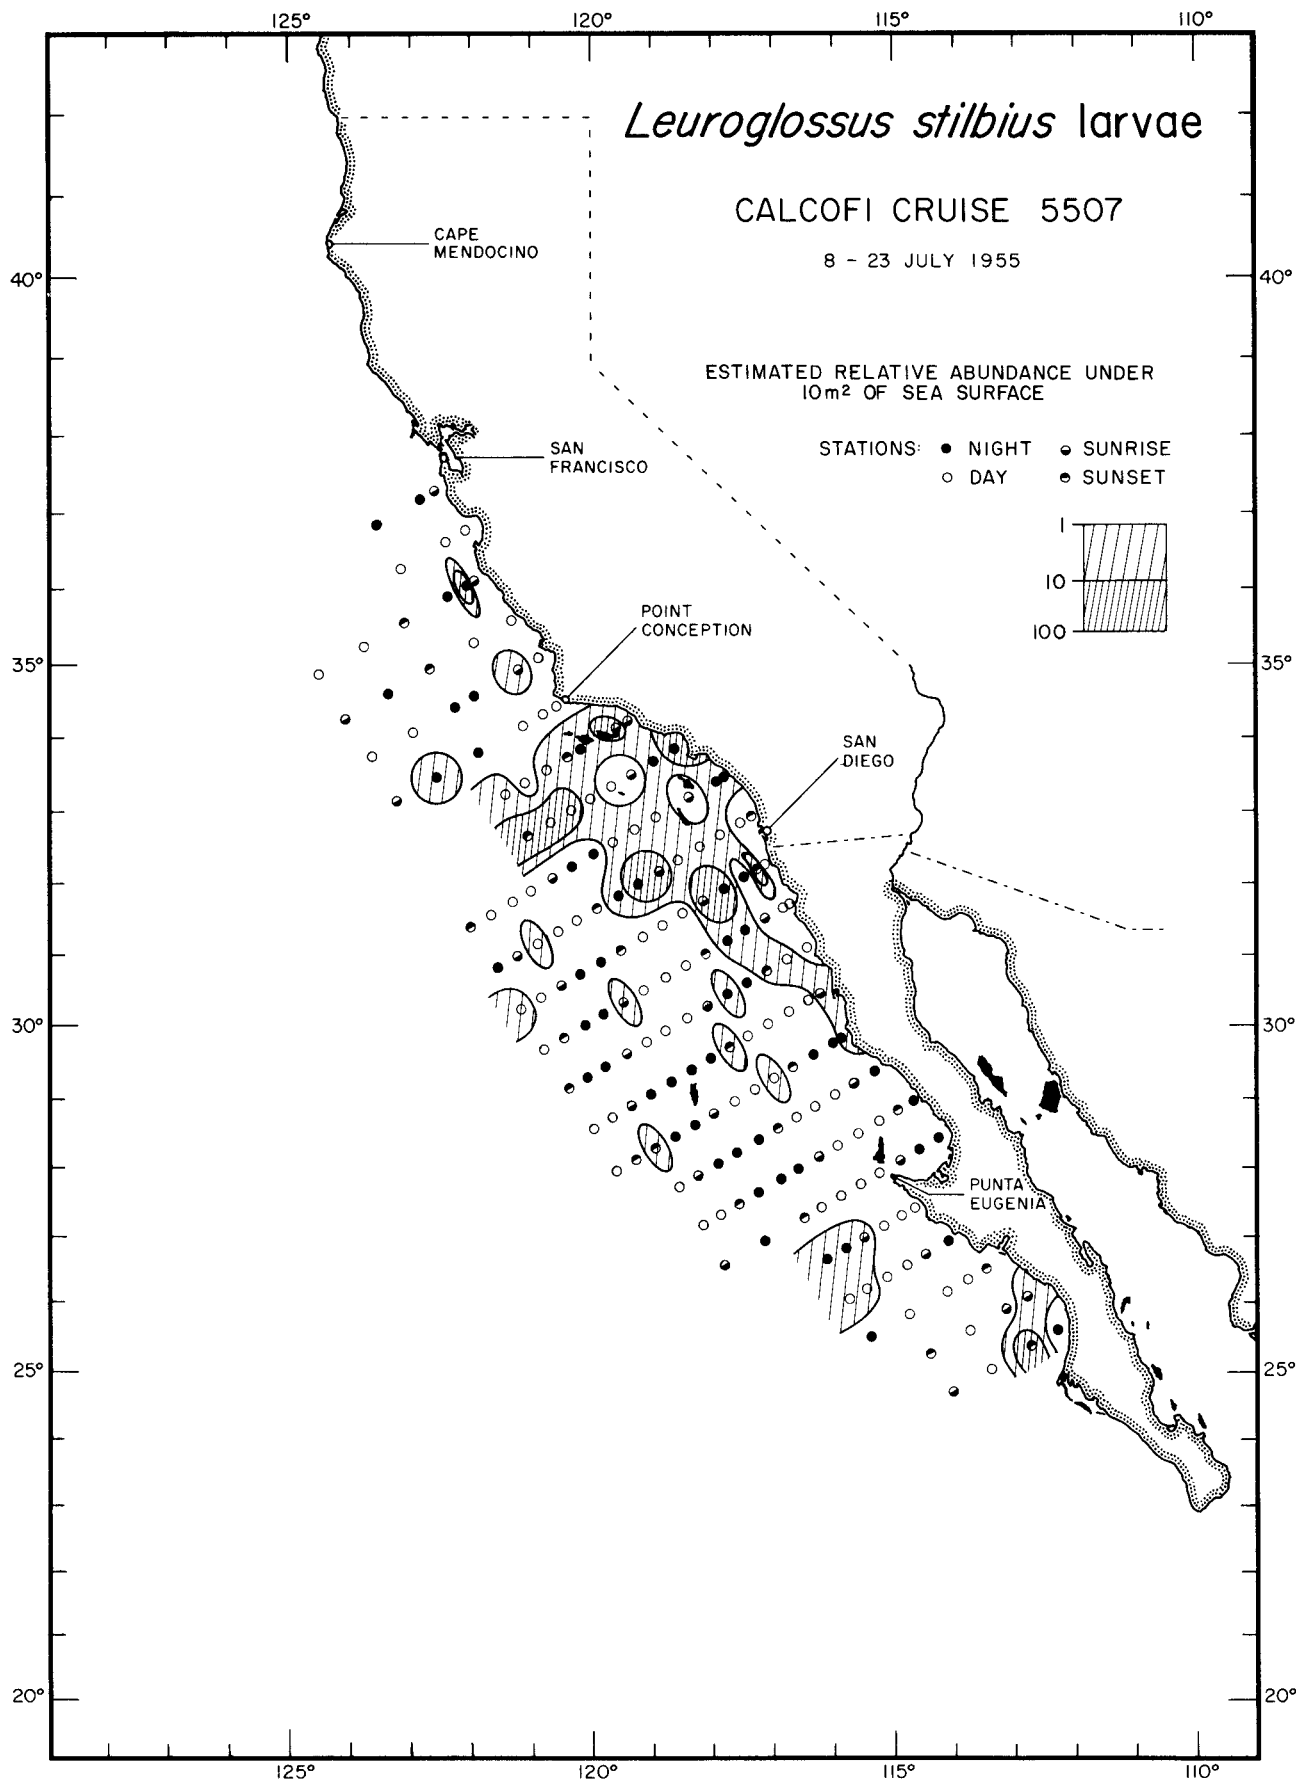 125° 120° 115° 110°
Leuroglossus stilbius larvae
CALCOFI CRUISE 5507
8 – 23 JULY 1955
CAPE
MENDOCINO
40° 40°
ESTIMATED RELATIVE ABUNDANCE UNDER
10m² OF SEA SURFACE
STATIONS: NIGHT SUNRISE
DAY SUNSET
SAN
FRANCISCO
1
10
100
POINT
CONCEPTION
35° 35°
SAN
DIEGO
30° 30°
PUNTA
EUGENIA
25° 25°
20° 20°
125° 120° 115° 110°